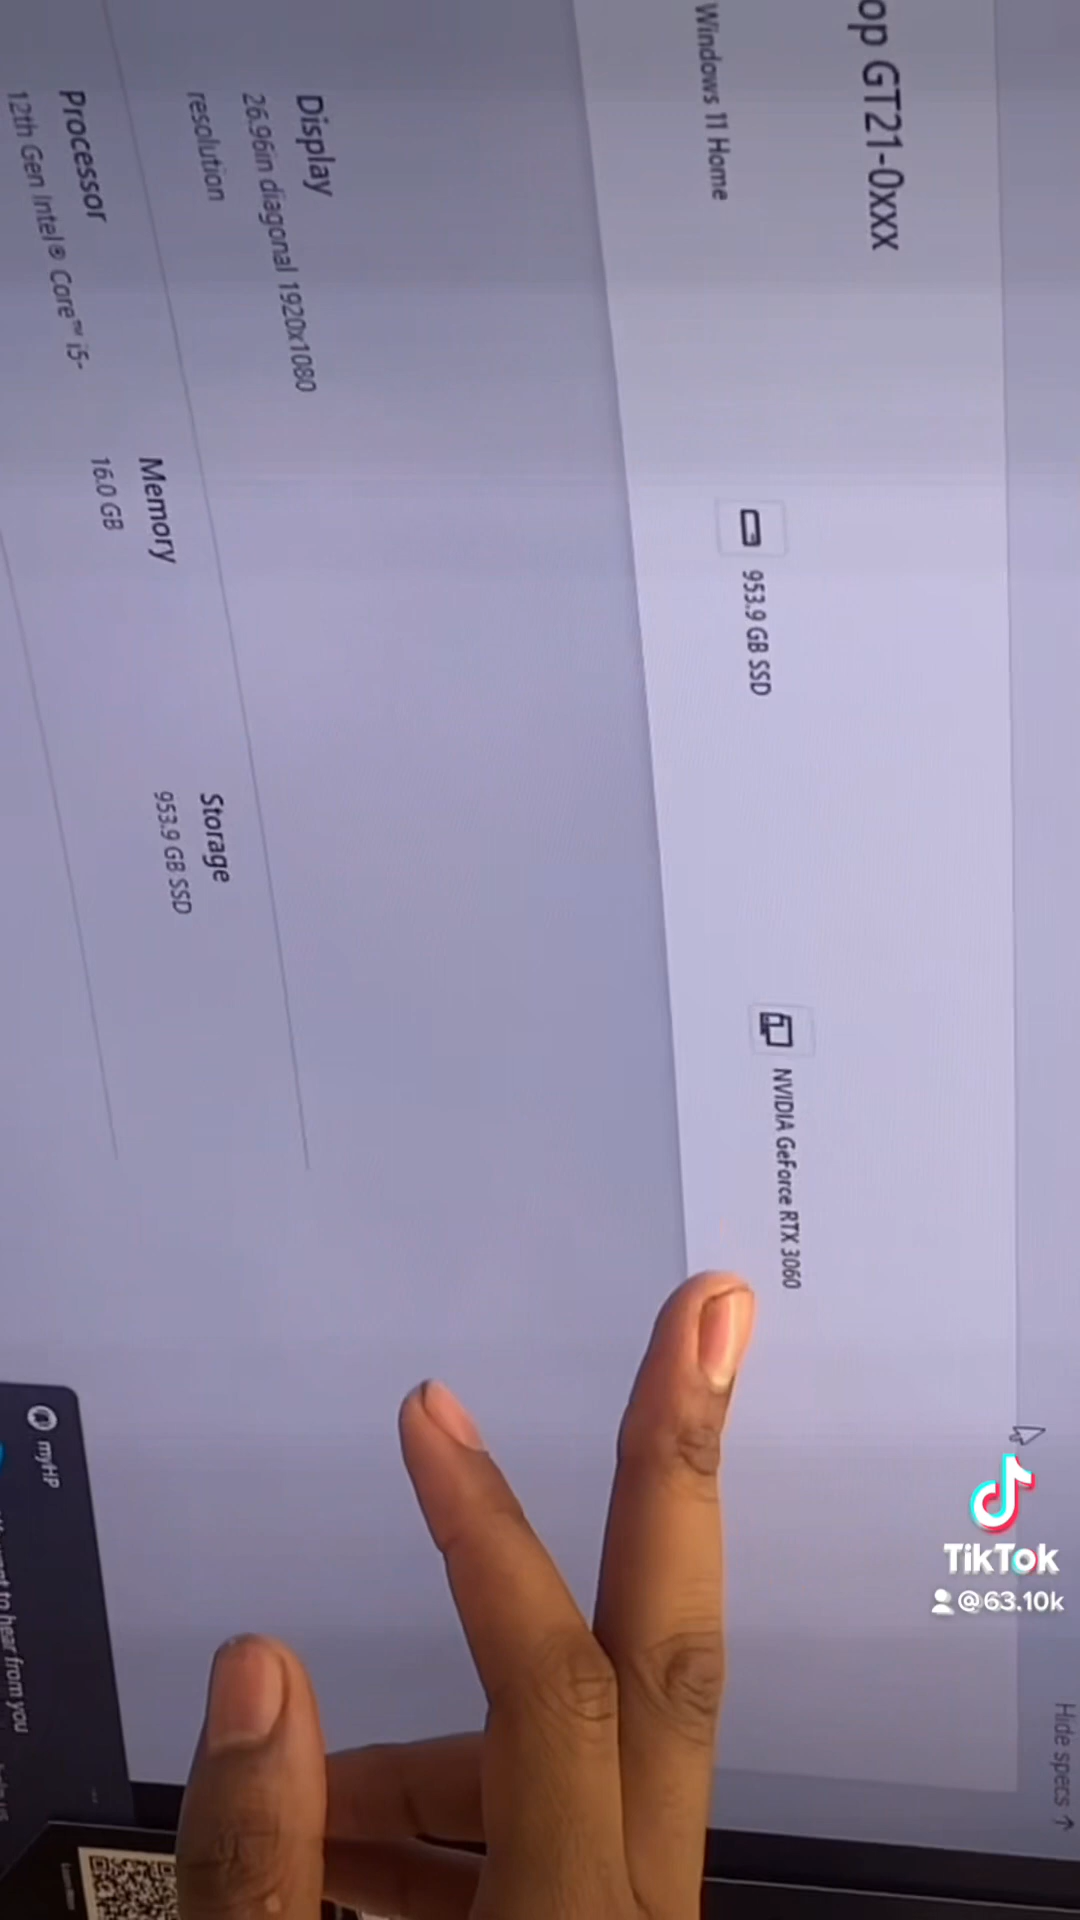 Hide specs ↑
op GT21-0xxx
Windows 11 Home
953.9 GB SSD
NVIDIA GeForce RTX 3060
Display
26.96in diagonal 1920x1080
resolution
Processor
12th Gen Intel® Core™ i5-
Memory
16.0 GB
Storage
953.9 GB SSD
myHP
to hear from you
TikTok
@63.10k